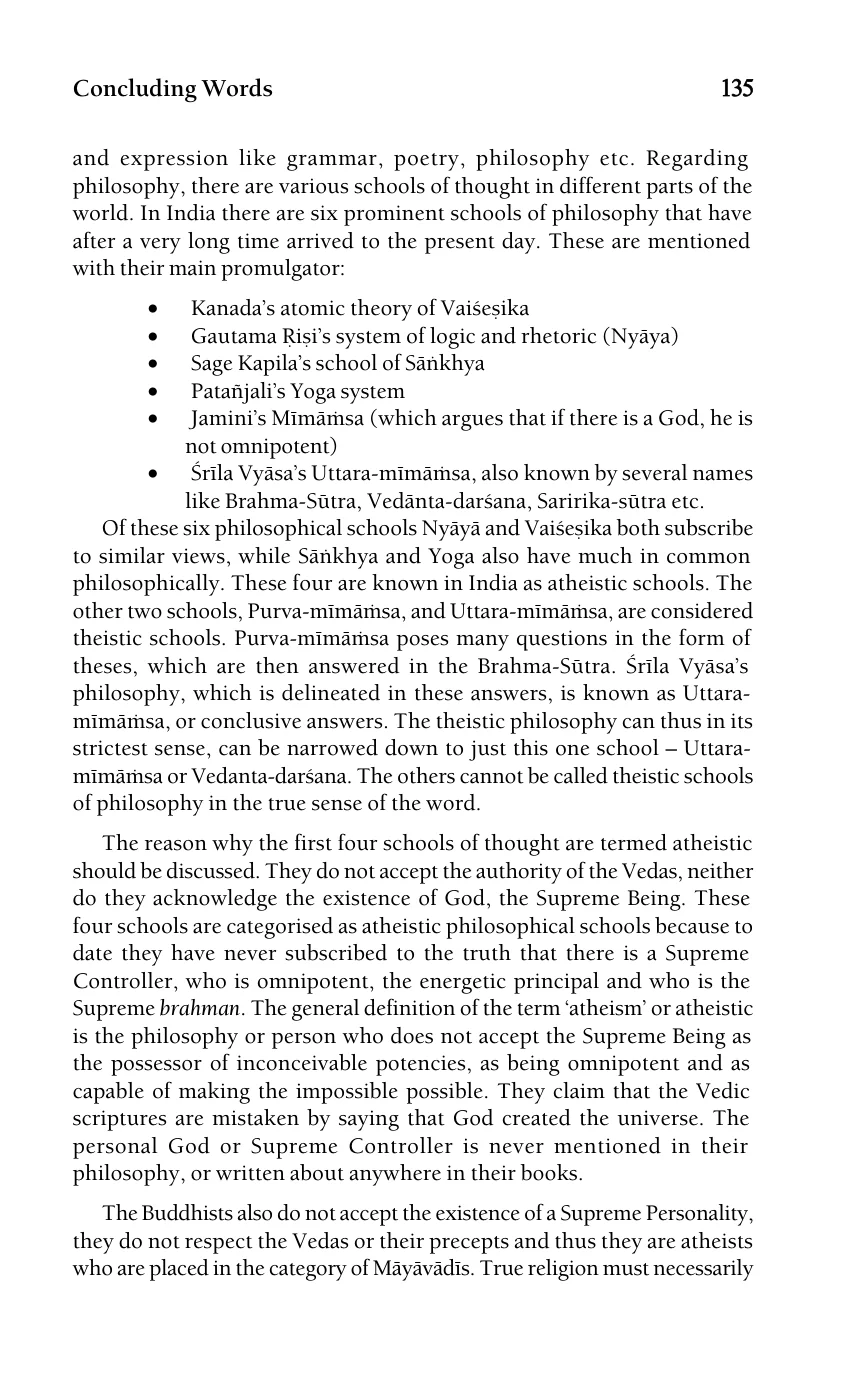 Concluding Words 135
and expression like grammar, poetry, philosophy etc. Regarding
philosophy, there are various schools of thought in different parts of the
world. In India there are six prominent schools of philosophy that have
after a very long time arrived to the present day. These are mentioned
with their main promulgator:
• Kanada's atomic theory of Vaiśeṣika
• Gautama Ṛiṣi's system of logic and rhetoric (Nyāya)
• Sage Kapila's school of Sāṅkhya
• Patañjali's Yoga system
• Jamini's Mīmāṁsa (which argues that if there is a God, he is
not omnipotent)
• Śrīla Vyāsa's Uttara-mīmāṁsa, also known by several names
like Brahma-Sūtra, Vedānta-darśana, Saririka-sūtra etc.
Of these six philosophical schools Nyāyā and Vaiśeṣika both subscribe
to similar views, while Sāṅkhya and Yoga also have much in common
philosophically. These four are known in India as atheistic schools. The
other two schools, Purva-mīmāṁsa, and Uttara-mīmāṁsa, are considered
theistic schools. Purva-mīmāṁsa poses many questions in the form of
theses, which are then answered in the Brahma-Sūtra. Śrīla Vyāsa's
philosophy, which is delineated in these answers, is known as Uttara-
mīmāṁsa, or conclusive answers. The theistic philosophy can thus in its
strictest sense, can be narrowed down to just this one school – Uttara-
mīmāṁsa or Vedanta-darśana. The others cannot be called theistic schools
of philosophy in the true sense of the word.
The reason why the first four schools of thought are termed atheistic
should be discussed. They do not accept the authority of the Vedas, neither
do they acknowledge the existence of God, the Supreme Being. These
four schools are categorised as atheistic philosophical schools because to
date they have never subscribed to the truth that there is a Supreme
Controller, who is omnipotent, the energetic principal and who is the
Supreme brahman. The general definition of the term 'atheism' or atheistic
is the philosophy or person who does not accept the Supreme Being as
the possessor of inconceivable potencies, as being omnipotent and as
capable of making the impossible possible. They claim that the Vedic
scriptures are mistaken by saying that God created the universe. The
personal God or Supreme Controller is never mentioned in their
philosophy, or written about anywhere in their books.
The Buddhists also do not accept the existence of a Supreme Personality,
they do not respect the Vedas or their precepts and thus they are atheists
who are placed in the category of Māyāvādīs. True religion must necessarily